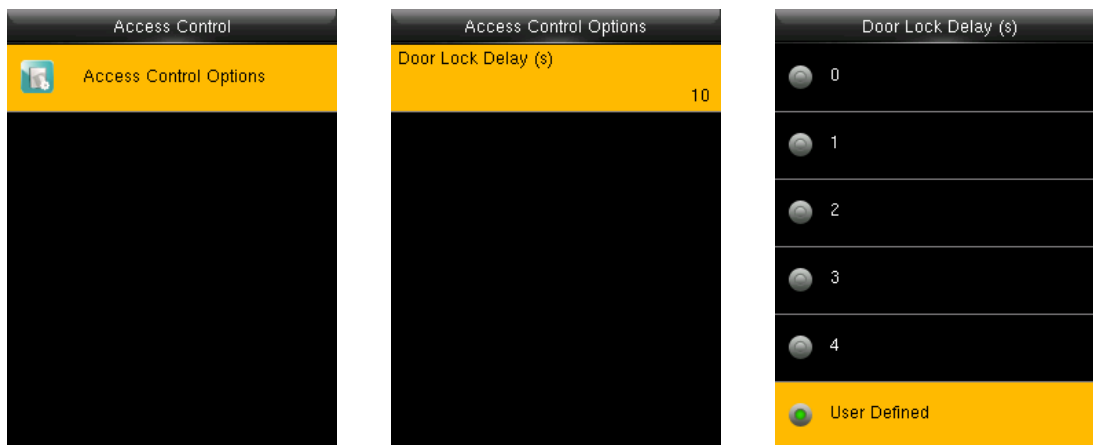 Access Control
Access Control Options
Access Control Options
Door Lock Delay (s)
10
Door Lock Delay (s)
0
1
2
3
4
User Defined